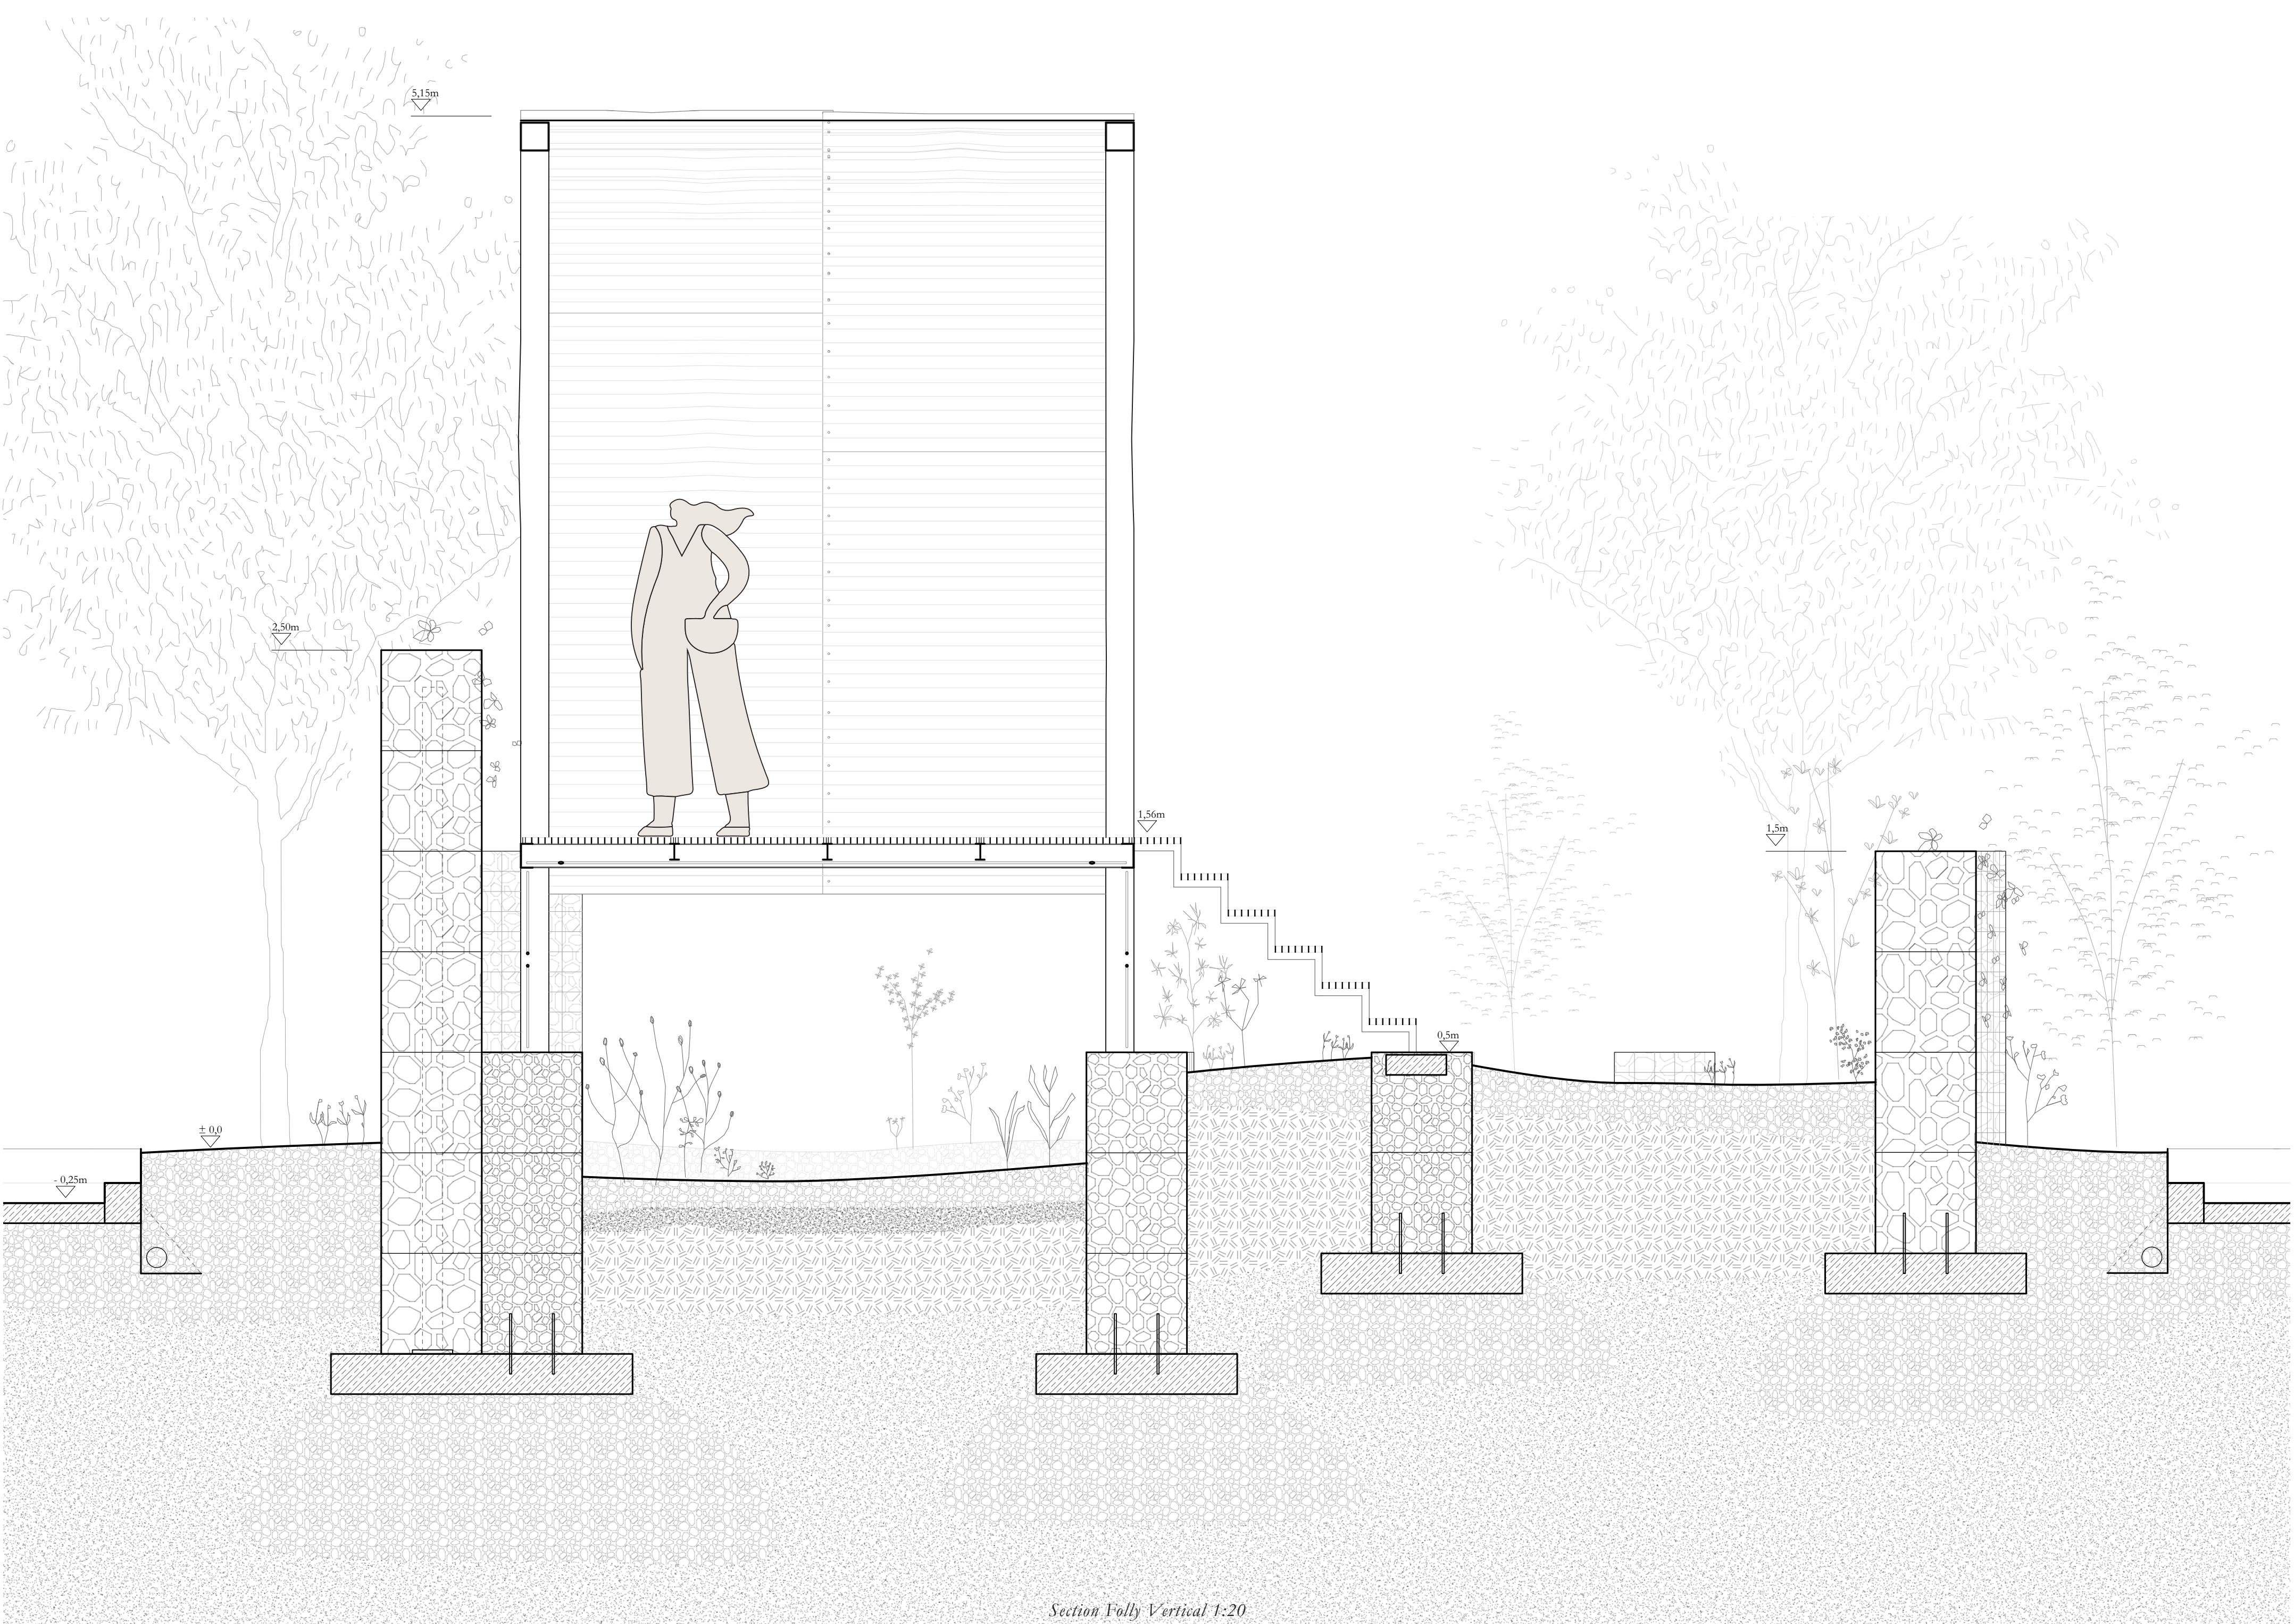 5,15m
2,50m
1,56m
1,5m
0,5m
± 0,0
- 0,25m
Section Folly Vertical 1:20